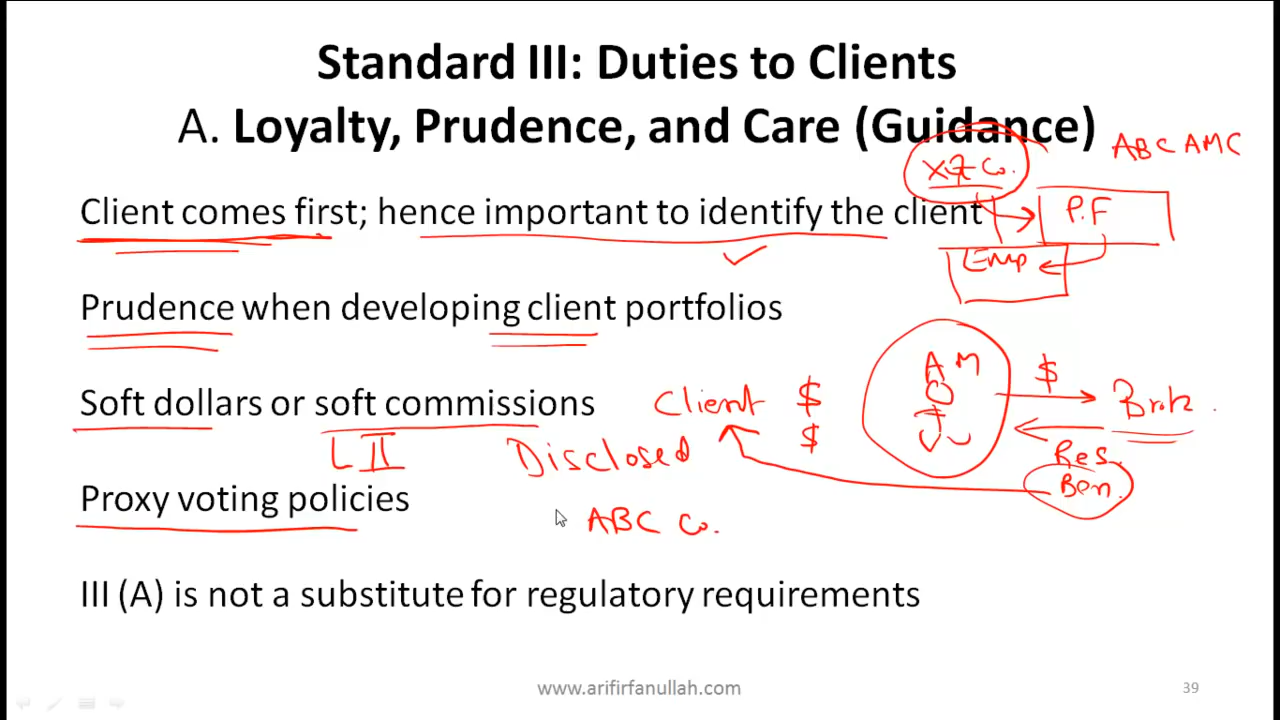 Standard III: Duties to Clients
A. Loyalty, Prudence, and Care (Guidance)
XYZ Co.
ABC AMC
Client comes first; hence important to identify the client
P.F
Emp
Prudence when developing client portfolios
Soft dollars or soft commissions
Client $
$
AM
$
Brok
L II
Disclosed
Res.
Ben.
Proxy voting policies
ABC Co.
III (A) is not a substitute for regulatory requirements
www.arifirfanullah.com
39